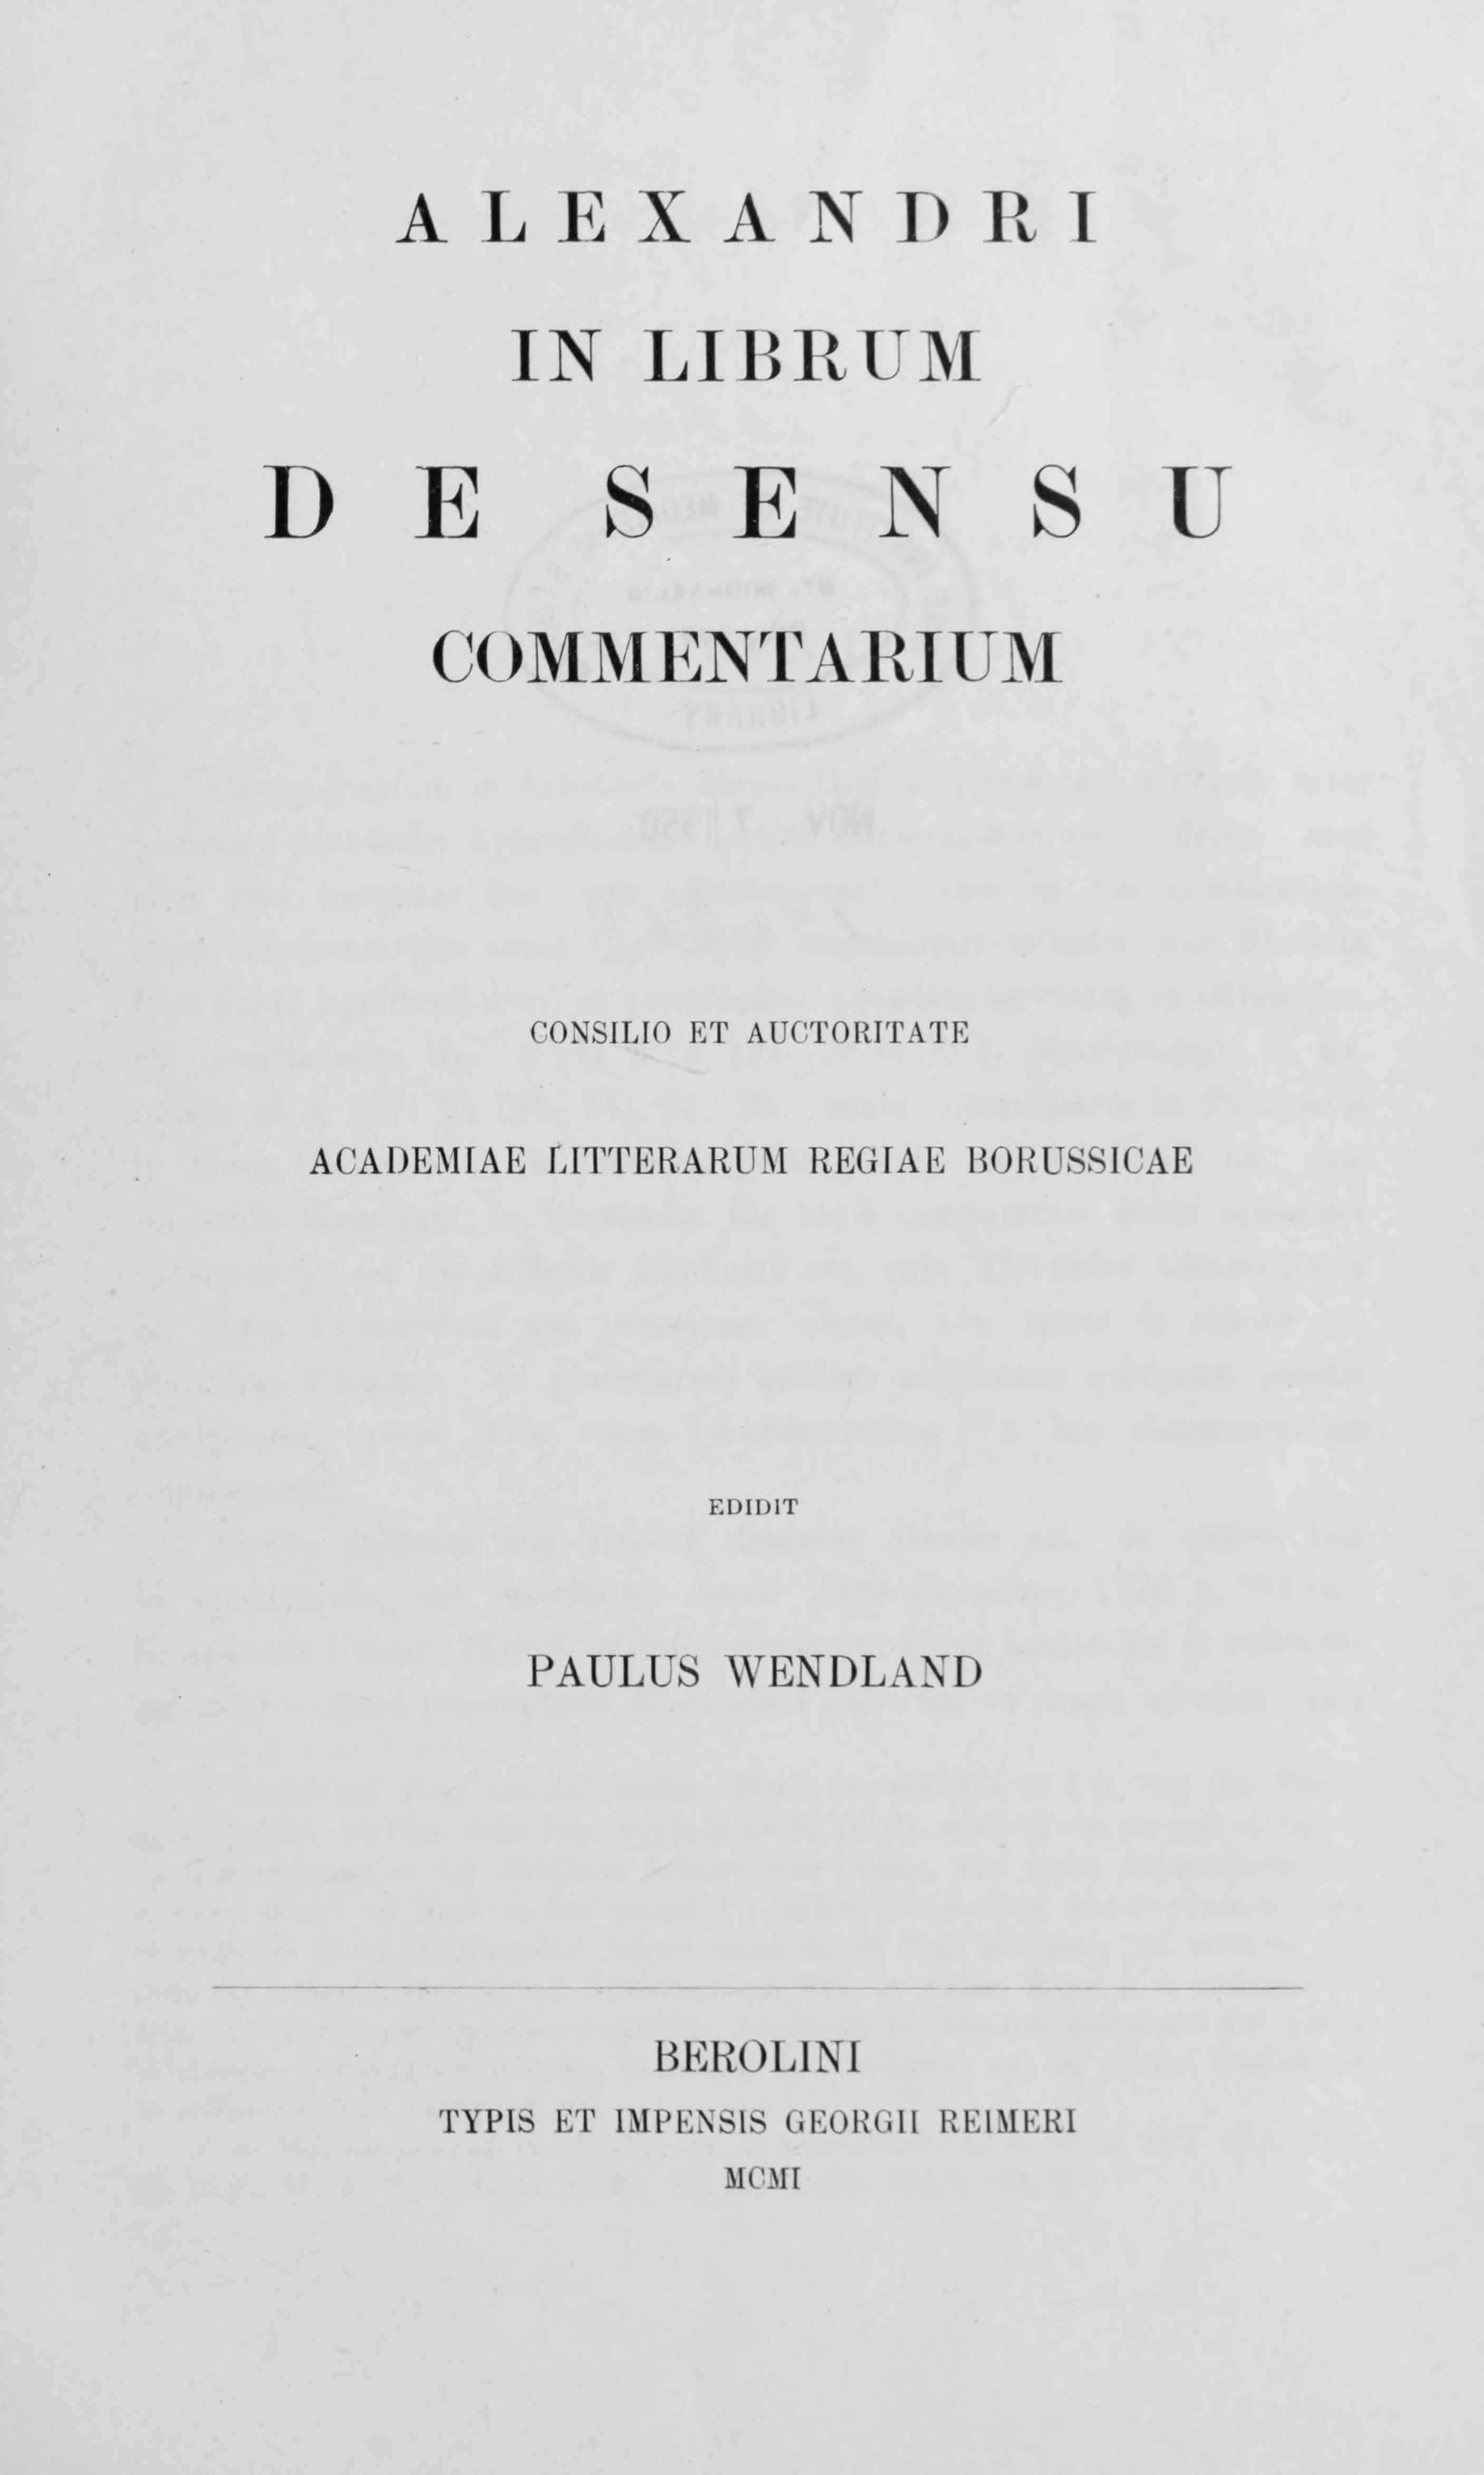 ALEXANDRI
IN LIBRUM
DE SENSU
COMMENTARIUM
CONSILIO ET AUCTORITATE
ACADEMIAE LITTERARUM REGIAE BORUSSICAE
EDIDIT
PAULUS WENDLAND
BEROLINI
TYPIS ET IMPENSIS GEORGII REIMERI
MCMI